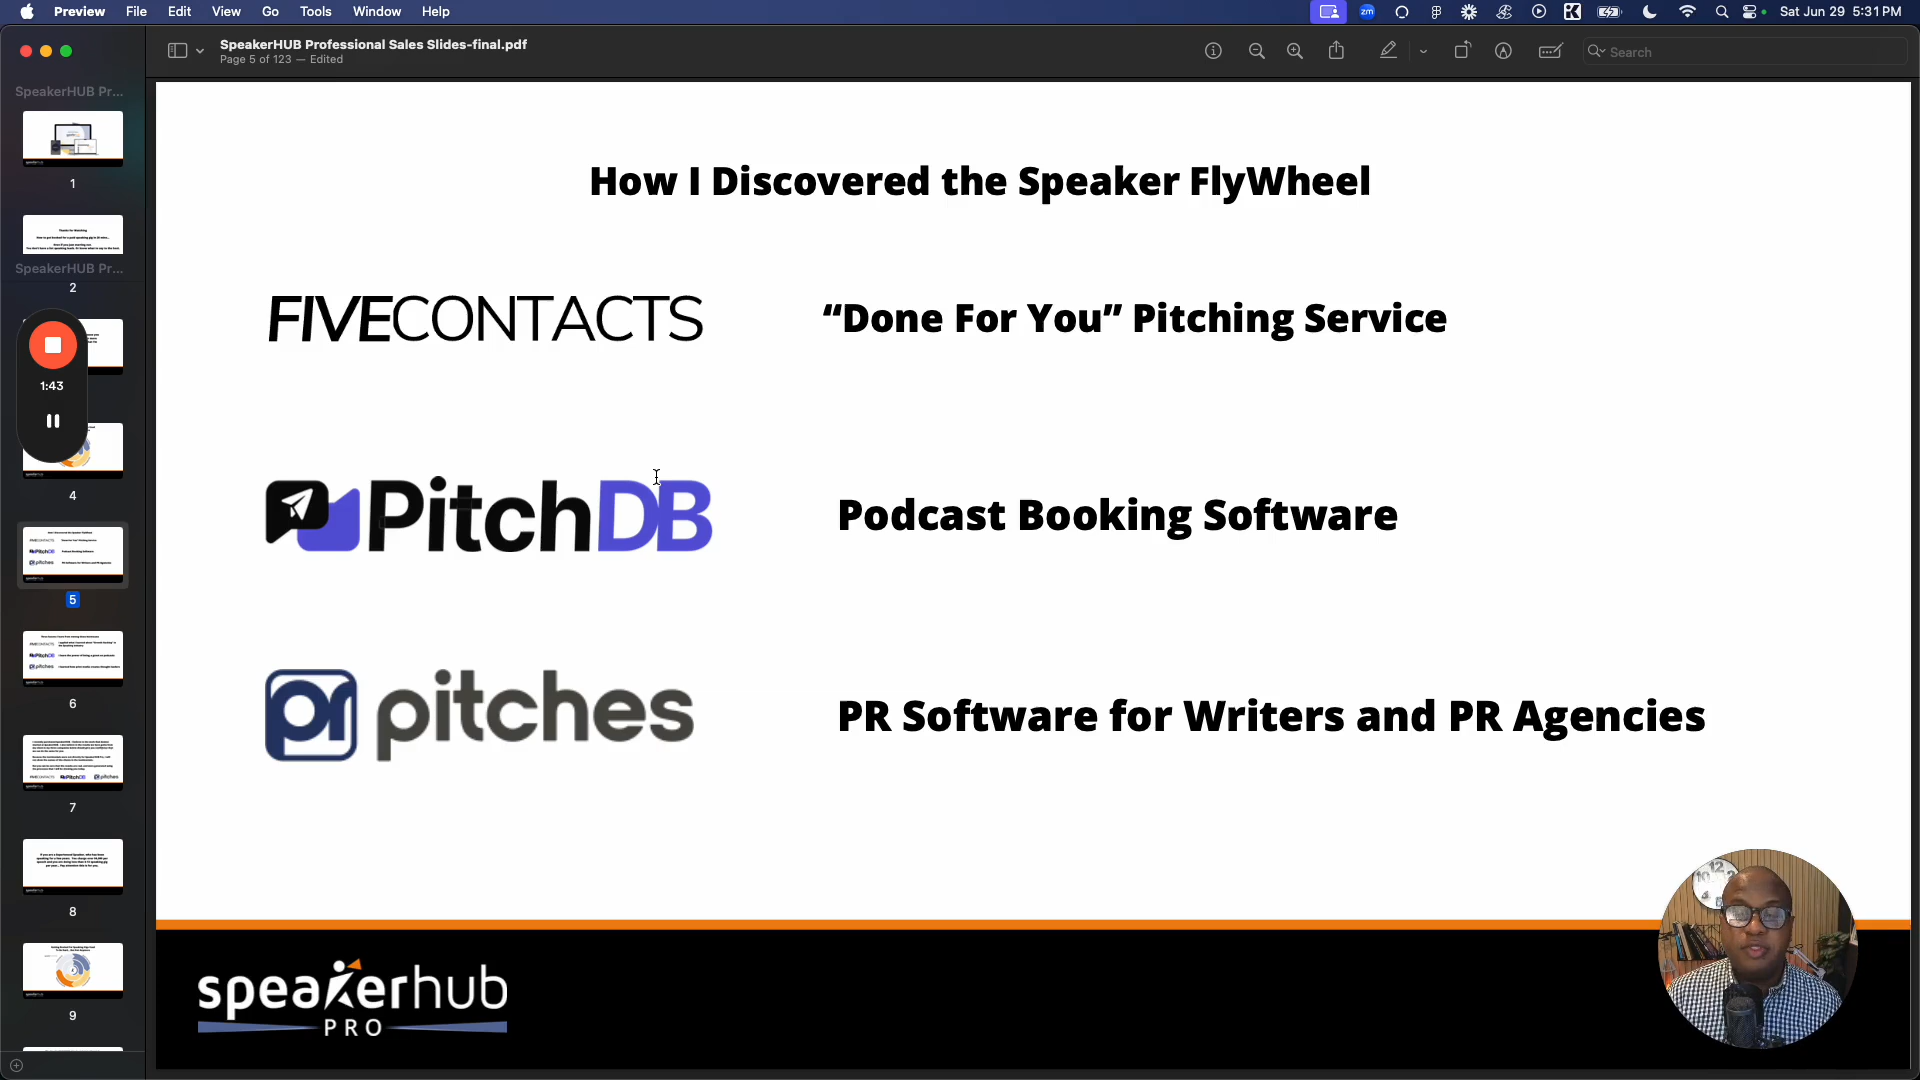 Preview File Edit View Go Tools Window Help
zm
Sat Jun 29 5:31 PM
SpeakerHUB Professional Sales Slides-final.pdf
Page 5 of 123 — Edited
Search
SpeakerHUB Pr...
1
SpeakerHUB Pr...
2
1:43
4
5
6
7
8
9
How I Discovered the Speaker FlyWheel
FIVECONTACTS
“Done For You” Pitching Service
PitchDB
Podcast Booking Software
pr pitches
PR Software for Writers and PR Agencies
speakerhub
PRO